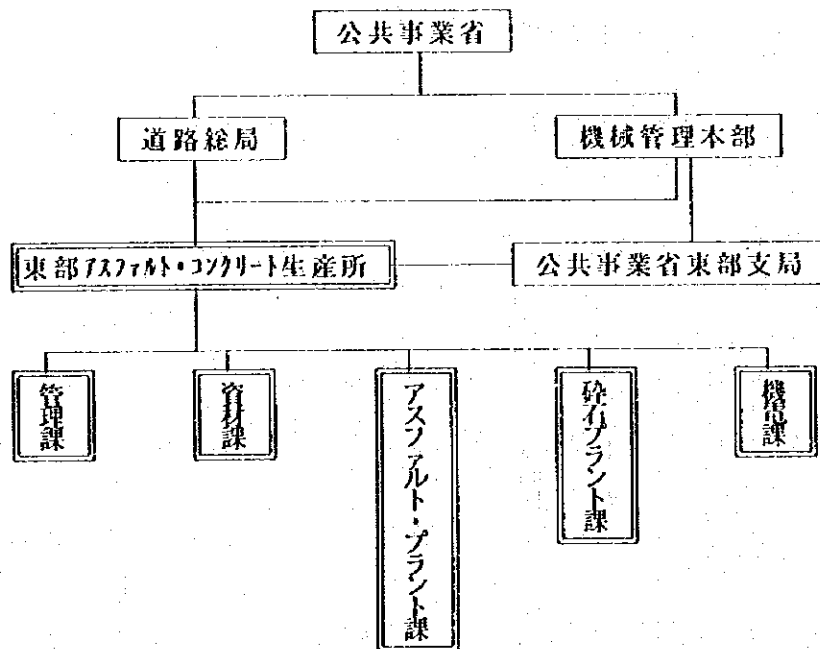 公共事業省
道路総局
機械管理本部
東部アスファルト・コンクリート生産所
公共事業省東部支局
管理課
資材課
アスファルト・プラント課
砕石プラント課
機電課